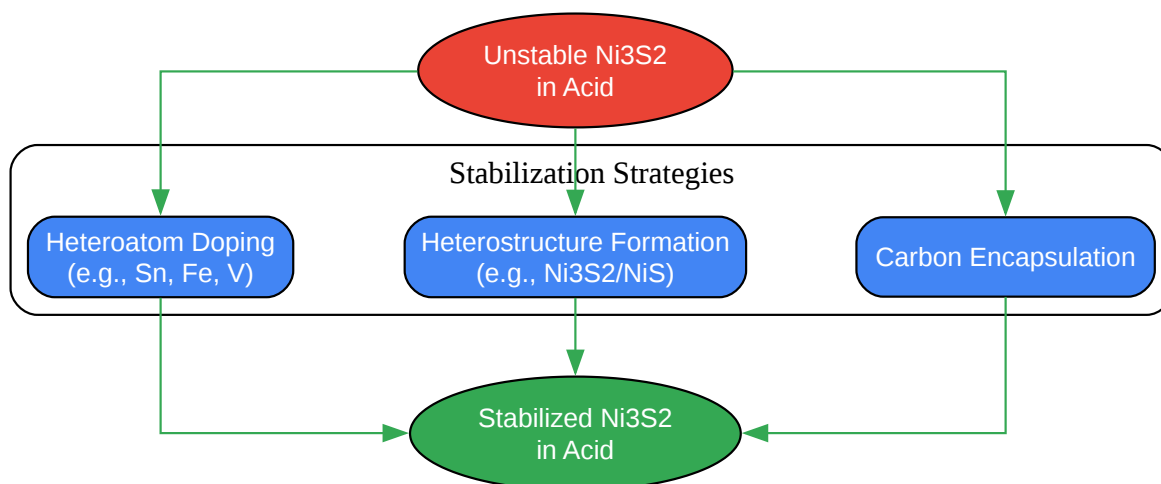 Unstable Ni3S2
in Acid
Stabilization Strategies
Heteroatom Doping
(e.g., Sn, Fe, V)
Heterostructure Formation
(e.g., Ni3S2/NiS)
Carbon Encapsulation
Stabilized Ni3S2
in Acid